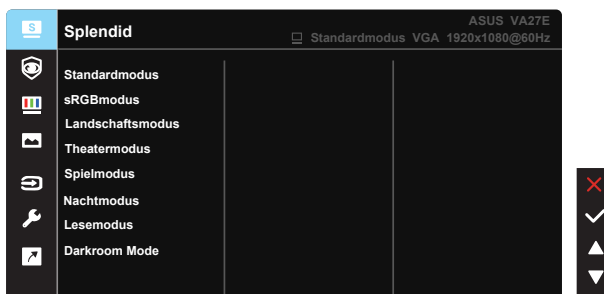 S
Splendid
ASUS VA27E
Standardmodus VGA 1920x1080@60Hz
Standardmodus
sRGBmodus
Landschaftsmodus
Theatermodus
Spielmodus
Nachtmodus
Lesemodus
Darkroom Mode